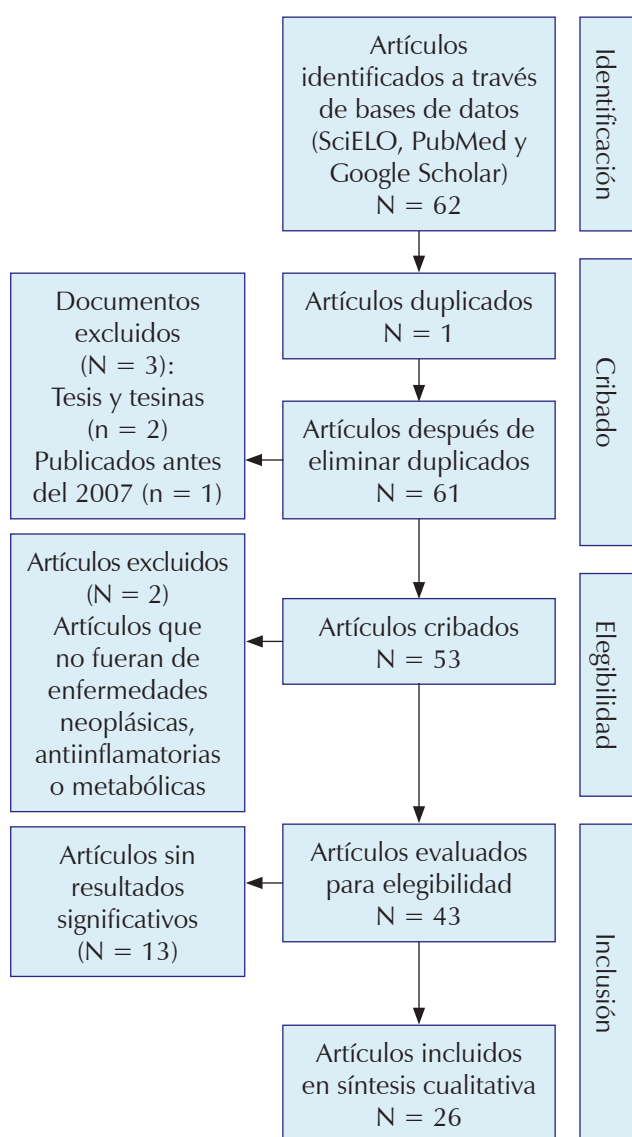 Artículos
identificados a través
de bases de datos
(SciELO, PubMed y
Google Scholar)
N = 62
Identificación
Documentos
excluidos
(N = 3):
Tesis y tesinas
(n = 2)
Publicados antes
del 2007 (n = 1)
Artículos duplicados
N = 1
Artículos después de
eliminar duplicados
N = 61
Cribado
Artículos excluidos
(N = 2)
Artículos que
no fueran de
enfermedades
neoplásicas,
antiinflamatorias
o metabólicas
Artículos cribados
N = 53
Elegibilidad
Artículos sin
resultados
significativos
(N = 13)
Artículos evaluados
para elegibilidad
N = 43
Artículos incluidos
en síntesis cualitativa
N = 26
Inclusión